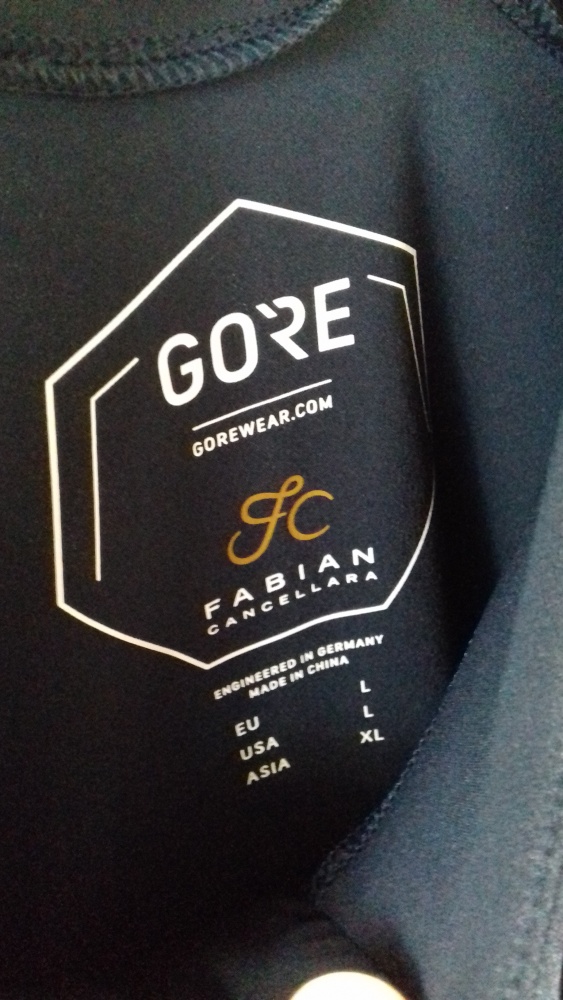 GORE
GOREWEAR.COM
FC
FABIAN
CANCELLARA
ENGINEERED IN GERMANY
MADE IN CHINA
EU L
USA L
ASIA XL